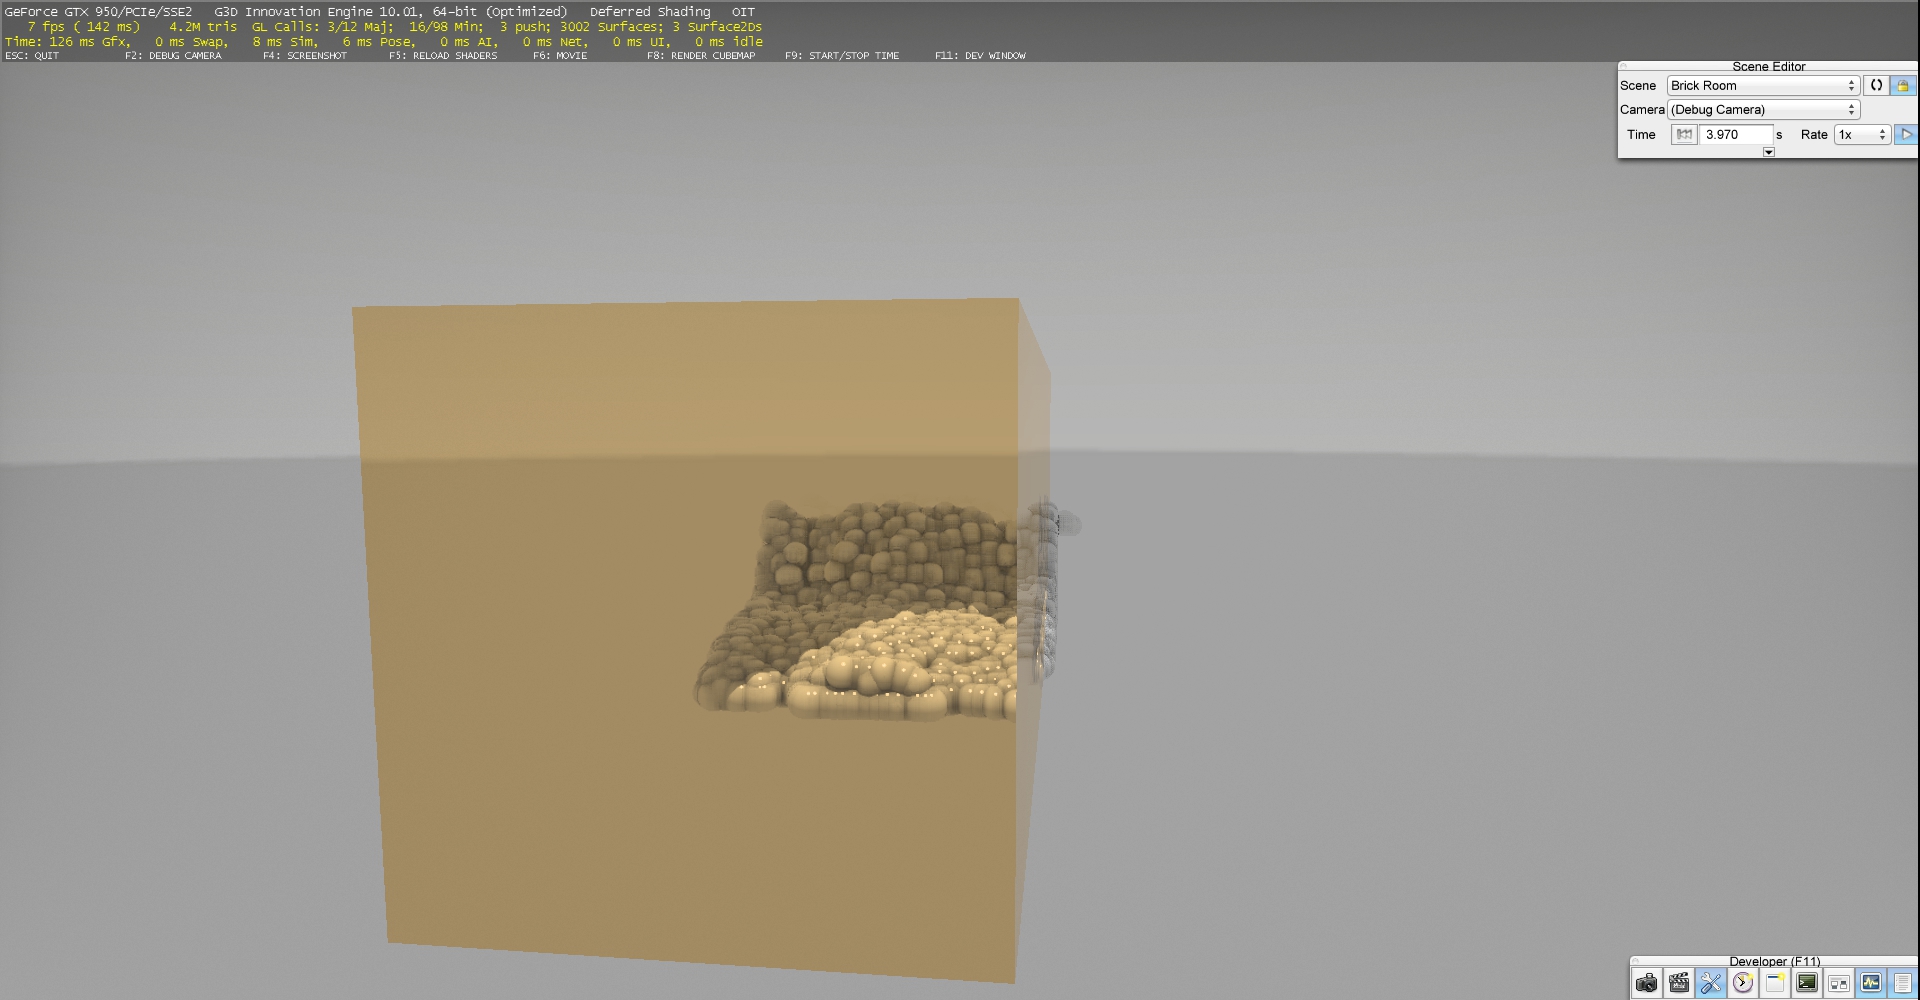 GeForce GTX 950/PCIe/SSE2 G3D Innovation Engine 10.01, 64-bit (Optimized) Deferred Shading OIT
7 fps ( 142 ms) 4.2M tris GL Calls: 3/12 Maj; 16/98 Min; 3 push; 3002 Surfaces; 3 Surface2Ds
Time: 126 ms Gfx, 0 ms Swap, 8 ms Sim, 6 ms Pose, 0 ms AI, 0 ms Net, 0 ms UI, 0 ms idle
ESC: QUIT F2: DEBUG CAMERA F4: SCREENSHOT F5: RELOAD SHADERS F6: MOVIE F8: RENDER CUBEMAP F9: START/STOP TIME F11: DEV WINDOW
Scene Editor
Scene Brick Room
Camera (Debug Camera)
Time 3.970 s Rate 1x
Developer (F11)